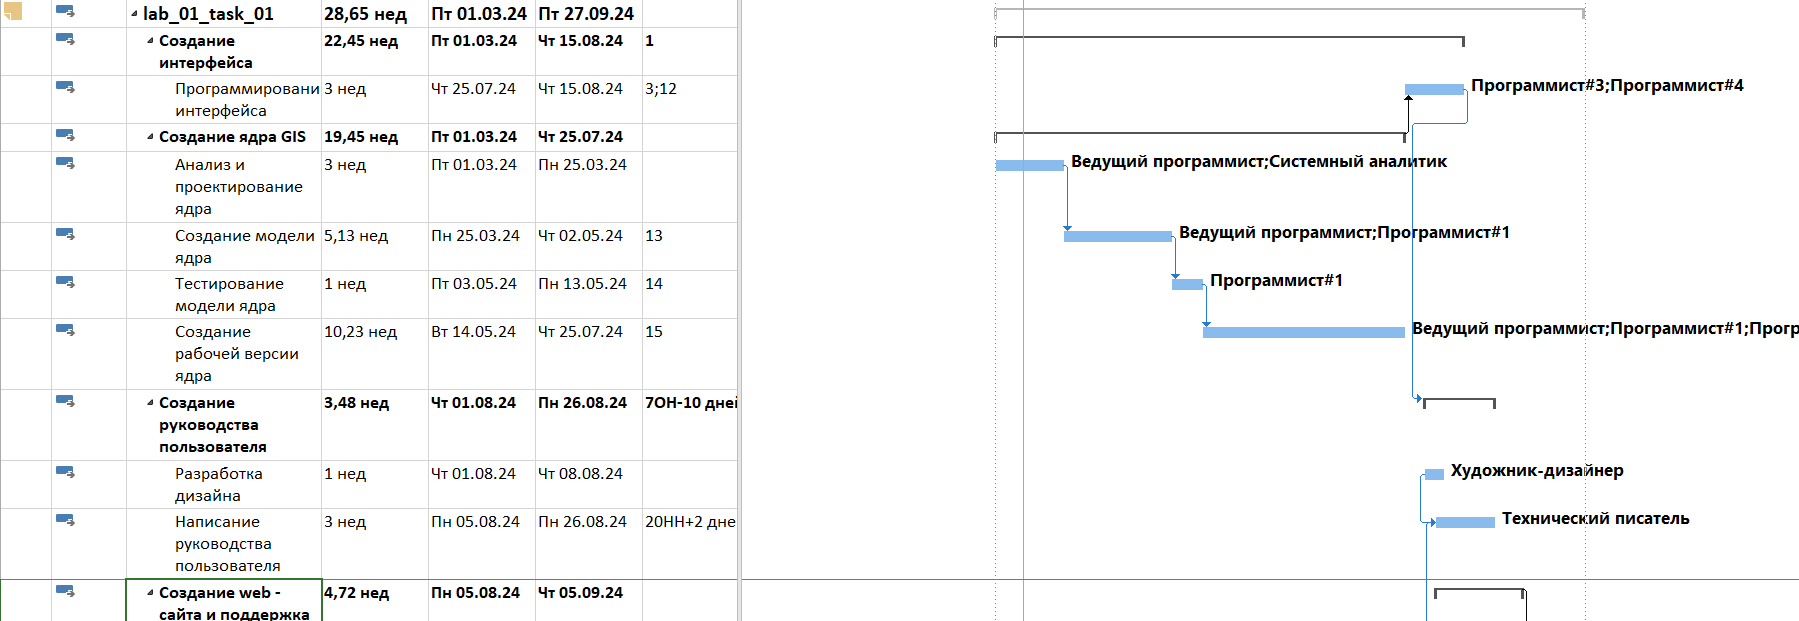 lab_01_task_01 28,65 нед Пт 01.03.24 Пт 27.09.24
Создание 22,45 нед Пт 01.03.24 Чт 15.08.24 1
интерфейса
Программировани 3 нед Чт 25.07.24 Чт 15.08.24 3;12 Программист#3;Программист#4
интерфейса
Создание ядра GIS 19,45 нед Пт 01.03.24 Чт 25.07.24
Анализ и 3 нед Пт 01.03.24 Пн 25.03.24 Ведущий программист;Системный аналитик
проектирование
ядра
Создание модели 5,13 нед Пн 25.03.24 Чт 02.05.24 13 Ведущий программист;Программист#1
ядра
Тестирование 1 нед Пт 03.05.24 Пн 13.05.24 14 Программист#1
модели ядра
Создание 10,23 нед Вт 14.05.24 Чт 25.07.24 15 Ведущий программист;Программист#1;Прогр
рабочей версии
ядра
Создание 3,48 нед Чт 01.08.24 Пн 26.08.24 7ОН-10 дней
руководства
пользователя
Разработка 1 нед Чт 01.08.24 Чт 08.08.24 Художник-дизайнер
дизайна
Написание 3 нед Пн 05.08.24 Пн 26.08.24 20НН+2 дне Технический писатель
руководства
пользователя
Создание web - 4,72 нед Пн 05.08.24 Чт 05.09.24
сайта и поддержка